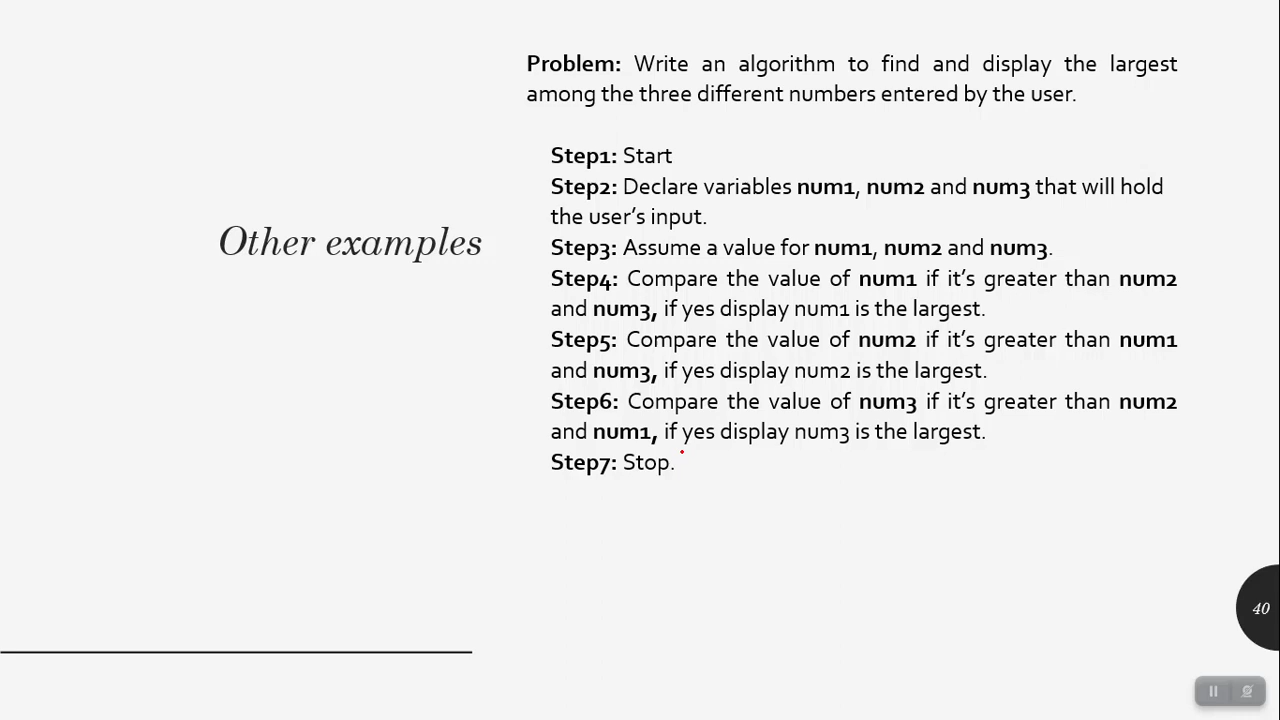 Problem: Write an algorithm to find and display the largest
among the three different numbers entered by the user.
Step1: Start
Step2: Declare variables num1, num2 and num3 that will hold
the user’s input.
Other examples
Step3: Assume a value for num1, num2 and num3.
Step4: Compare the value of num1 if it’s greater than num2
and num3, if yes display num1 is the largest.
Step5: Compare the value of num2 if it’s greater than num1
and num3, if yes display num2 is the largest.
Step6: Compare the value of num3 if it’s greater than num2
and num1, if yes display num3 is the largest.
Step7: Stop.
40